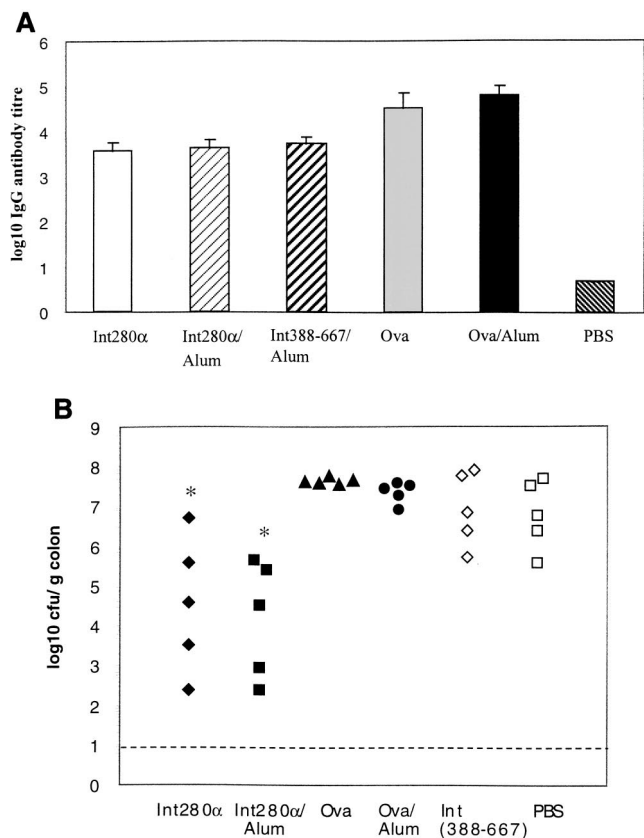 A
6
5
4
3
2
1
0
log10 IgG antibody titre
Int280α
Int280α/
Alum
Int388-667/
Alum
Ova
Ova/Alum
PBS
B
9
8
7
6
5
4
3
2
1
0
log10 cfu/ g colon
*
*
Int280α
Int280α/
Alum
Ova
Ova/
Alum
Int
(388-667)
PBS